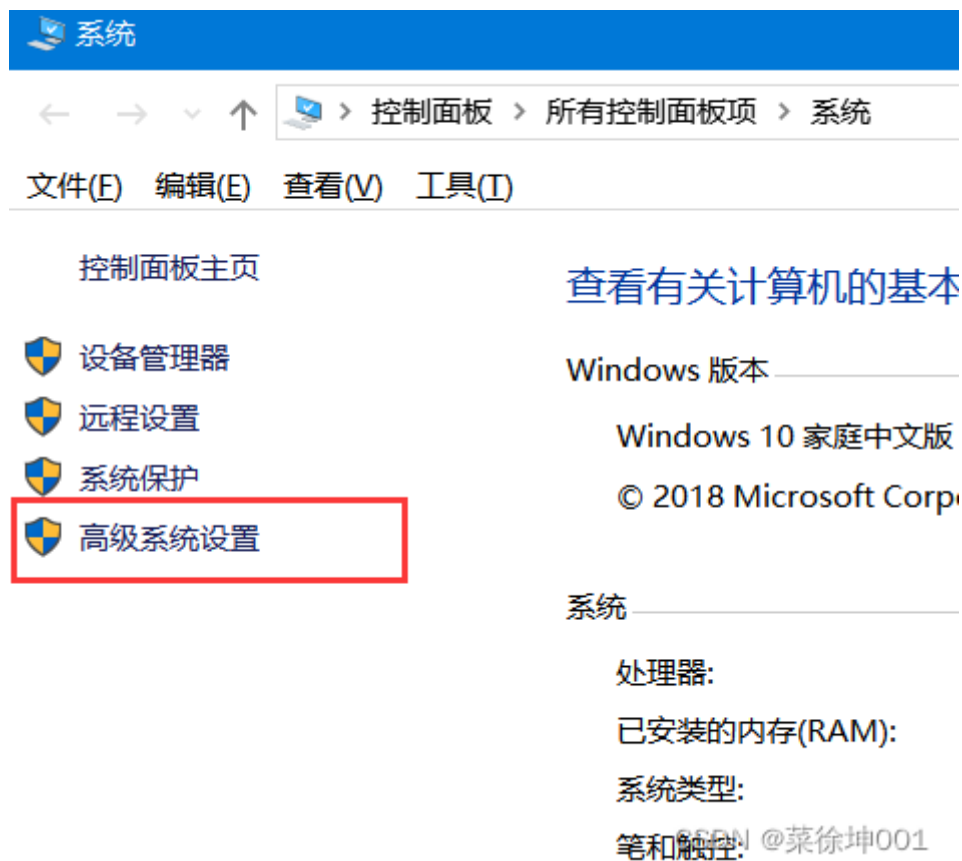 系统
控制面板 > 所有控制面板项 > 系统
文件(F) 编辑(E) 查看(V) 工具(T)
控制面板主页
设备管理器
远程设置
系统保护
高级系统设置
查看有关计算机的基本
Windows 版本
Windows 10 家庭中文版
© 2018 Microsoft Corpo
系统
处理器:
已安装的内存(RAM):
系统类型:
笔和触控:
CSDN @菜徐坤001